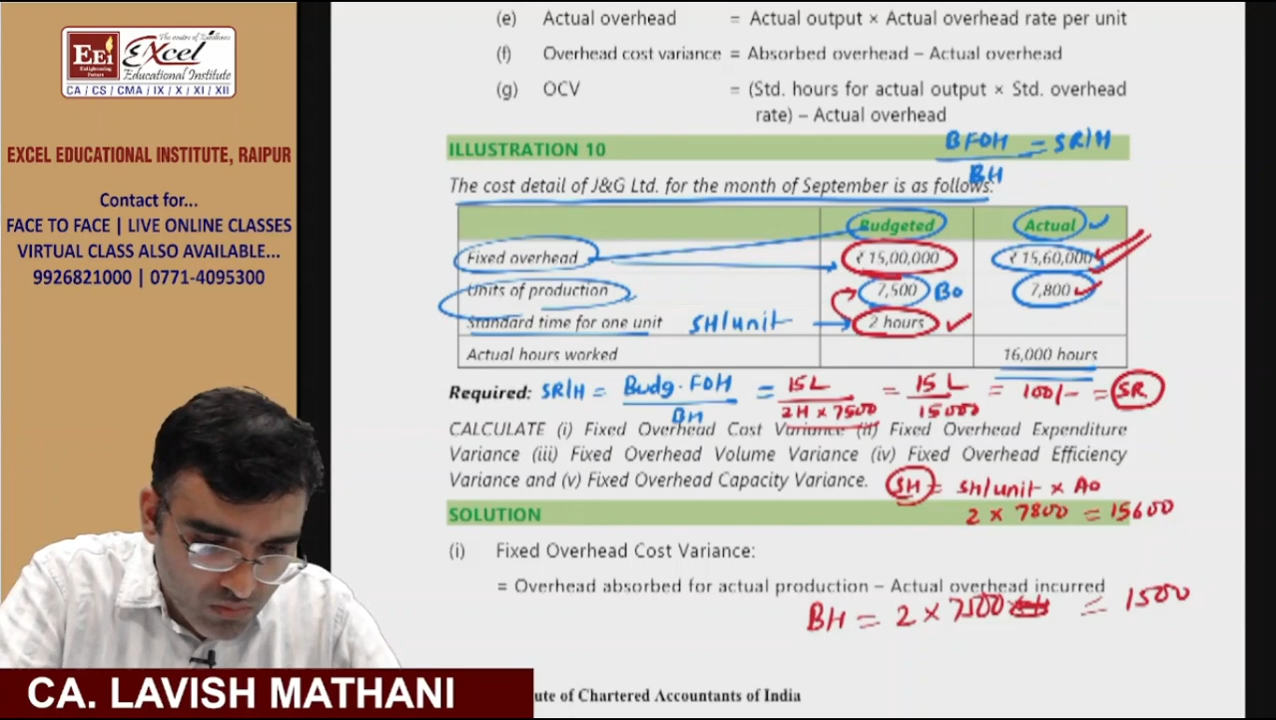 The centre of Excellence
EEi
Enlightening Future
Excel
Educational Institute
CA / CS / CMA / IX / X / XI / XII
EXCEL EDUCATIONAL INSTITUTE, RAIPUR
Contact for...
FACE TO FACE | LIVE ONLINE CLASSES
VIRTUAL CLASS ALSO AVAILABLE...
9926821000 | 0771-4095300
(e) Actual overhead = Actual output × Actual overhead rate per unit
(f) Overhead cost variance = Absorbed overhead – Actual overhead
(g) OCV = (Std. hours for actual output × Std. overhead
rate) – Actual overhead
BFOH = SR/H
BH
ILLUSTRATION 10
The cost detail of J&G Ltd. for the month of September is as follows:
Budgeted Actual
Fixed overhead ₹ 15,00,000 ₹ 15,60,000
Units of production 7,500 BO 7,800
Standard time for one unit SH/unit 2 hours
Actual hours worked 16,000 hours
Required: SR/H = Budg. FOH = 15L = 15 L = 100/- = SR
BH 2H × 7500 15000
CALCULATE (i) Fixed Overhead Cost Variance (ii) Fixed Overhead Expenditure
Variance (iii) Fixed Overhead Volume Variance (iv) Fixed Overhead Efficiency
Variance and (v) Fixed Overhead Capacity Variance.
SH = SH/unit × AO
2 × 7800 = 15600
SOLUTION
(i) Fixed Overhead Cost Variance:
= Overhead absorbed for actual production – Actual overhead incurred
BH = 2 × 7500 = 1500
CA. LAVISH MATHANI
ute of Chartered Accountants of India